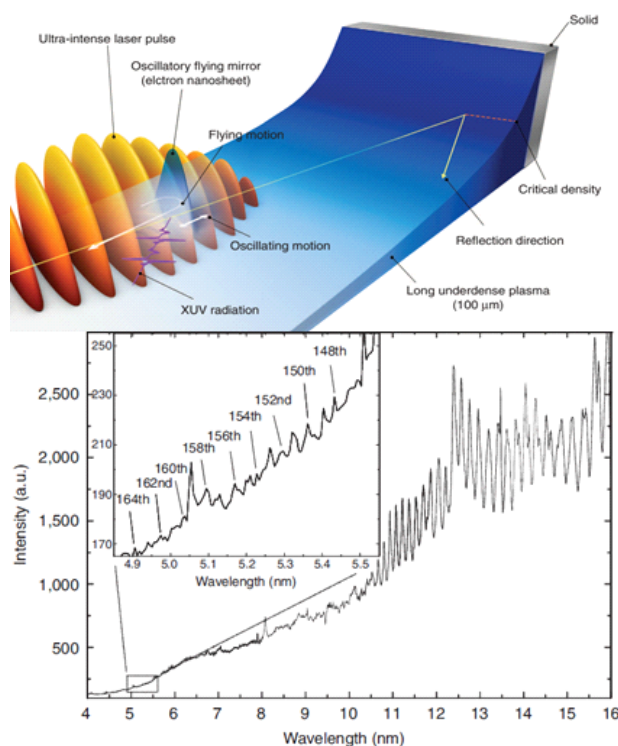 Solid
Ultra-intense laser pulse
Oscillatory flying mirror
(elctron nanosheet)
Flying motion
Critical density
Oscillating motion
Reflection direction
XUV radiation
Long underdense plasma
(100 μm)
250
230
210
190
170
148th
150th
152nd
154th
156th
158th
160th
162nd
164th
4.9 5.0 5.1 5.2 5.3 5.4 5.5
Wavelength (nm)
2,500
2,000
1,500
1,000
500
Intensity (a.u.)
4 5 6 7 8 9 10 11 12 13 14 15 16
Wavelength (nm)